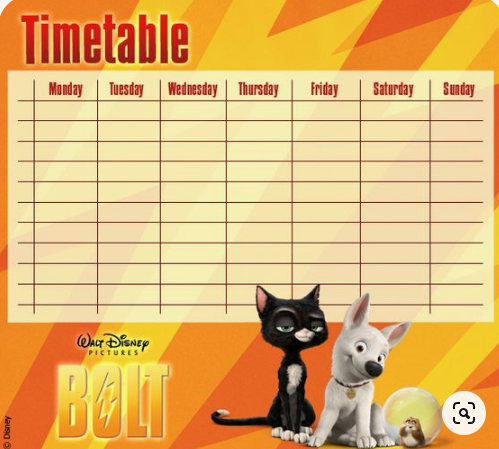 Timetable
Monday Tuesday Wednesday Thursday Friday Saturday Sunday
WALT DISNEY
PICTURES
BOLT
© Disney